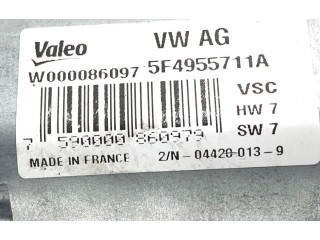 Valeo VW AG
W000086097 5F4955711A
VSC
HW 7
7 590000 860979 SW 7
MADE IN FRANCE 2/N - 04420-013-9